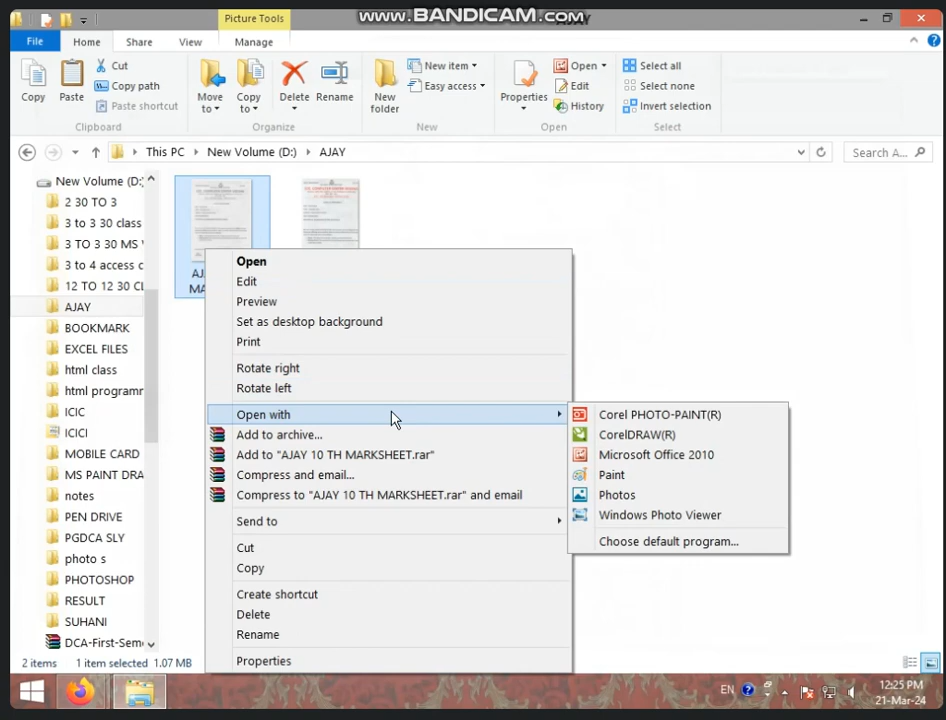 www.BANDICAM.com
Picture Tools
File
Home
Share
View
Manage
Copy
Paste
Cut
Copy path
Paste shortcut
Clipboard
Move to
Copy to
Delete
Rename
Organize
New folder
New item
Easy access
New
Properties
Open
Edit
History
Open
Select all
Select none
Invert selection
Select
This PC
New Volume (D:)
AJAY
Search A...
New Volume (D:)
2 30 TO 3
3 to 3 30 class
3 TO 3 30 MS
3 to 4 access c
12 TO 12 30 CL
AJAY
BOOKMARK
EXCEL FILES
html class
html programm
ICIC
ICICI
MOBILE CARD
MS PAINT DRA
notes
PEN DRIVE
PGDCA SLY
photo s
PHOTOSHOP
RESULT
SUHANI
DCA-First-Seme
Open
Edit
Preview
Set as desktop background
Print
Rotate right
Rotate left
Open with
Add to archive...
Add to "AJAY 10 TH MARKSHEET.rar"
Compress and email...
Compress to "AJAY 10 TH MARKSHEET.rar" and email
Send to
Cut
Copy
Create shortcut
Delete
Rename
Properties
Corel PHOTO-PAINT(R)
CorelDRAW(R)
Microsoft Office 2010
Paint
Photos
Windows Photo Viewer
Choose default program...
2 items
1 item selected 1.07 MB
EN
12:25 PM
21-Mar-24